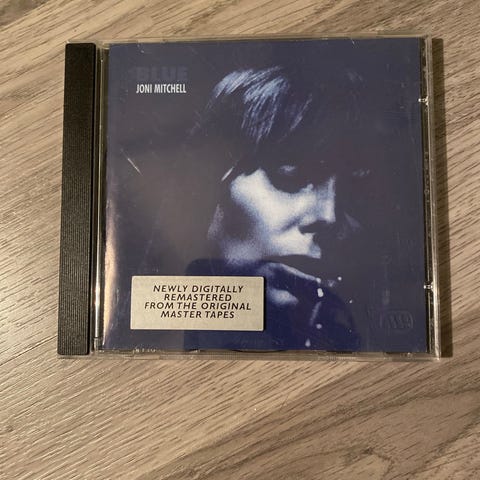 BLUE
JONI MITCHELL
NEWLY DIGITALLY
REMASTERED
FROM THE ORIGINAL
MASTER TAPES